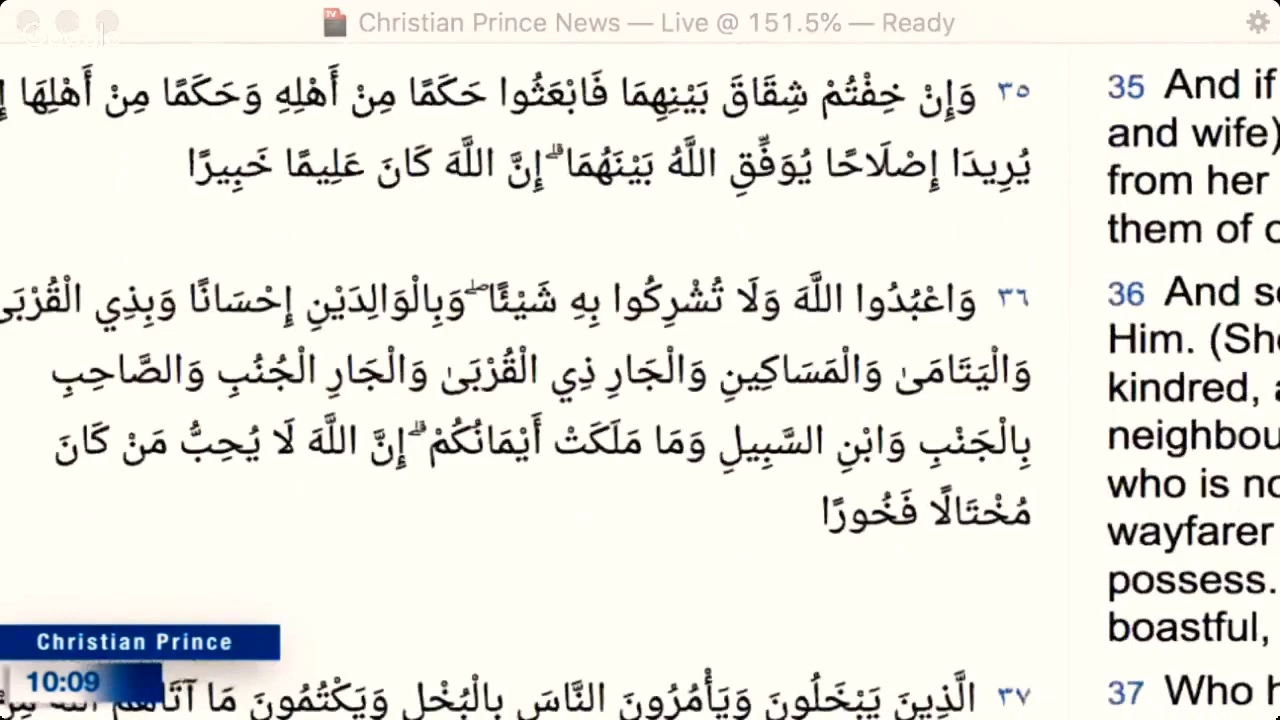 Christian Prince News — Live @ 151.5% — Ready
٣٥ وَإِنْ خِفْتُمْ شِقَاقَ بَيْنِهِمَا فَابْعَثُوا حَكَمًا مِنْ أَهْلِهِ وَحَكَمًا مِنْ أَهْلِهَا
يُرِيدَا إِصْلَاحًا يُوَفِّقِ اللَّهُ بَيْنَهُمَا ۗ إِنَّ اللَّهَ كَانَ عَلِيمًا خَبِيرًا
٣٦ وَاعْبُدُوا اللَّهَ وَلَا تُشْرِكُوا بِهِ شَيْئًا ۖ وَبِالْوَالِدَيْنِ إِحْسَانًا وَبِذِي الْقُرْبَى
وَالْيَتَامَىٰ وَالْمَسَاكِينِ وَالْجَارِ ذِي الْقُرْبَىٰ وَالْجَارِ الْجُنُبِ وَالصَّاحِبِ
بِالْجَنْبِ وَابْنِ السَّبِيلِ وَمَا مَلَكَتْ أَيْمَانُكُمْ ۗ إِنَّ اللَّهَ لَا يُحِبُّ مَنْ كَانَ
مُخْتَالًا فَخُورًا
٣٧ الَّذِينَ يَبْخَلُونَ وَيَأْمُرُونَ النَّاسَ بِالْبُخْلِ وَيَكْتُمُونَ مَا آتَاهُمُ
35 And if
and wife)
from her
them of
36 And
Him. (She
kindred,
neighbou
who is
wayfarer
possess.
boastful,
37 Who
Christian Prince
10:09